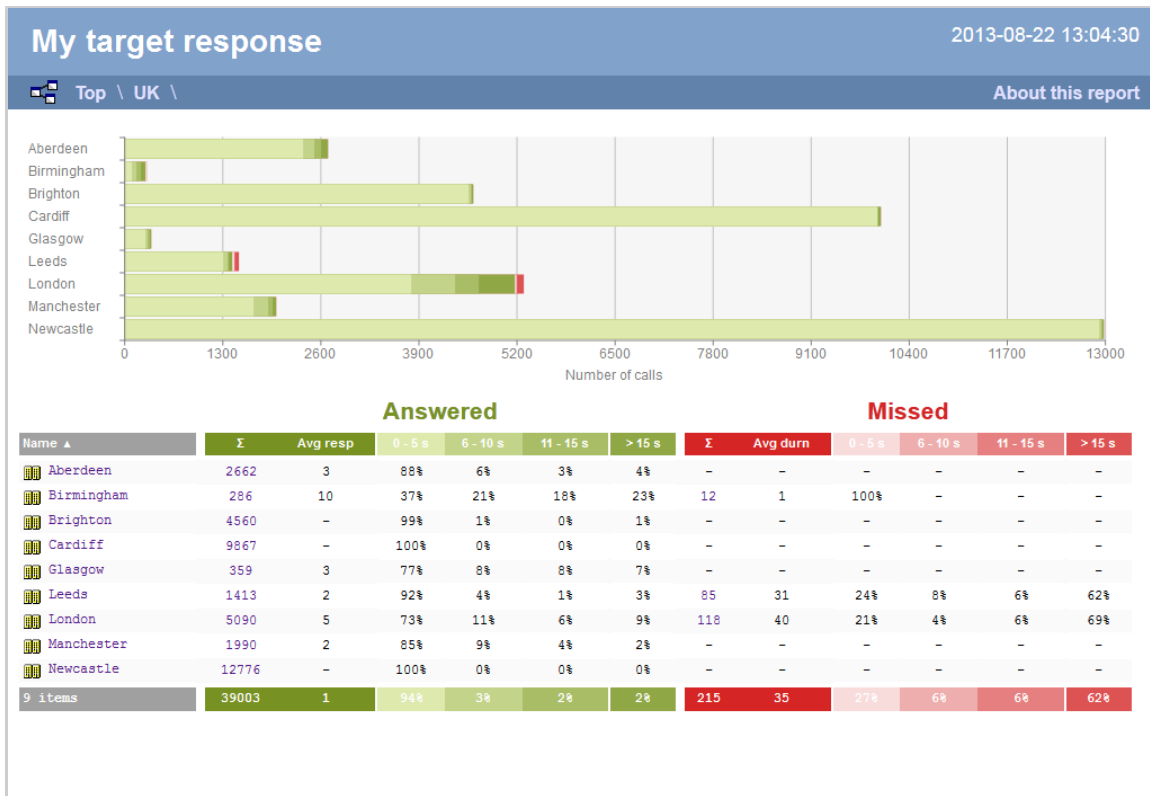 My target response 2013-08-22 13:04:30
Top \ UK \ About this report
Aberdeen
Birmingham
Brighton
Cardiff
Glasgow
Leeds
London
Manchester
Newcastle
0 1300 2600 3900 5200 6500 7800 9100 10400 11700 13000
Number of calls
Answered Missed
Name ▲ Σ Avg resp 0 - 5 s 6 - 10 s 11 - 15 s > 15 s Σ Avg durn 0 - 5 s 6 - 10 s 11 - 15 s > 15 s
Aberdeen 2662 3 88% 6% 3% 4% – – – – – –
Birmingham 286 10 37% 21% 18% 23% 12 1 100% – – –
Brighton 4560 – 99% 1% 0% 1% – – – – – –
Cardiff 9867 – 100% 0% 0% 0% – – – – – –
Glasgow 359 3 77% 8% 8% 7% – – – – – –
Leeds 1413 2 92% 4% 1% 3% 85 31 24% 8% 6% 62%
London 5090 5 73% 11% 6% 9% 118 40 21% 4% 6% 69%
Manchester 1990 2 85% 9% 4% 2% – – – – – –
Newcastle 12776 – 100% 0% 0% 0% – – – – – –
9 items 39003 1 94% 3% 2% 2% 215 35 27% 6% 6% 62%